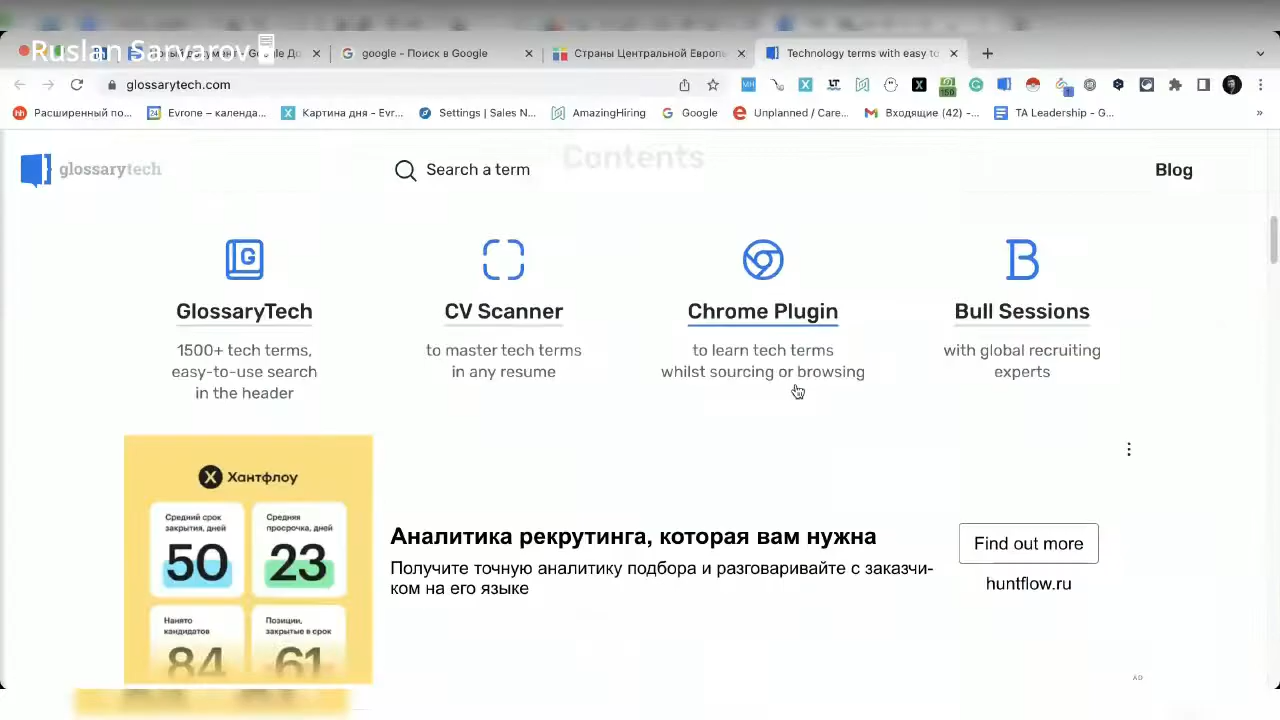 Ruslan Sarvarov
google - Поиск в Google
Страны Центральной Европы
Technology terms with easy to
glossarytech.com
Расширенный по...
Evrone – календа...
Картина дня - Evr...
Settings | Sales N...
AmazingHiring
Google
Unplanned / Care...
Входящие (42) -...
TA Leadership - G...
glossarytech
Search a term
Contents
Blog
GlossaryTech
CV Scanner
Chrome Plugin
Bull Sessions
1500+ tech terms,
easy-to-use search
in the header
to master tech terms
in any resume
to learn tech terms
whilst sourcing or browsing
with global recruiting
experts
Хантфлоу
Средний срок
закрытия, дней
50
Средняя
просрочка, дней
23
Нанято
кандидатов
84
Позиции,
закрытые в срок
61
Аналитика рекрутинга, которая вам нужна
Получите точную аналитику подбора и разговаривайте с заказчи-
ком на его языке
Find out more
huntflow.ru
AD